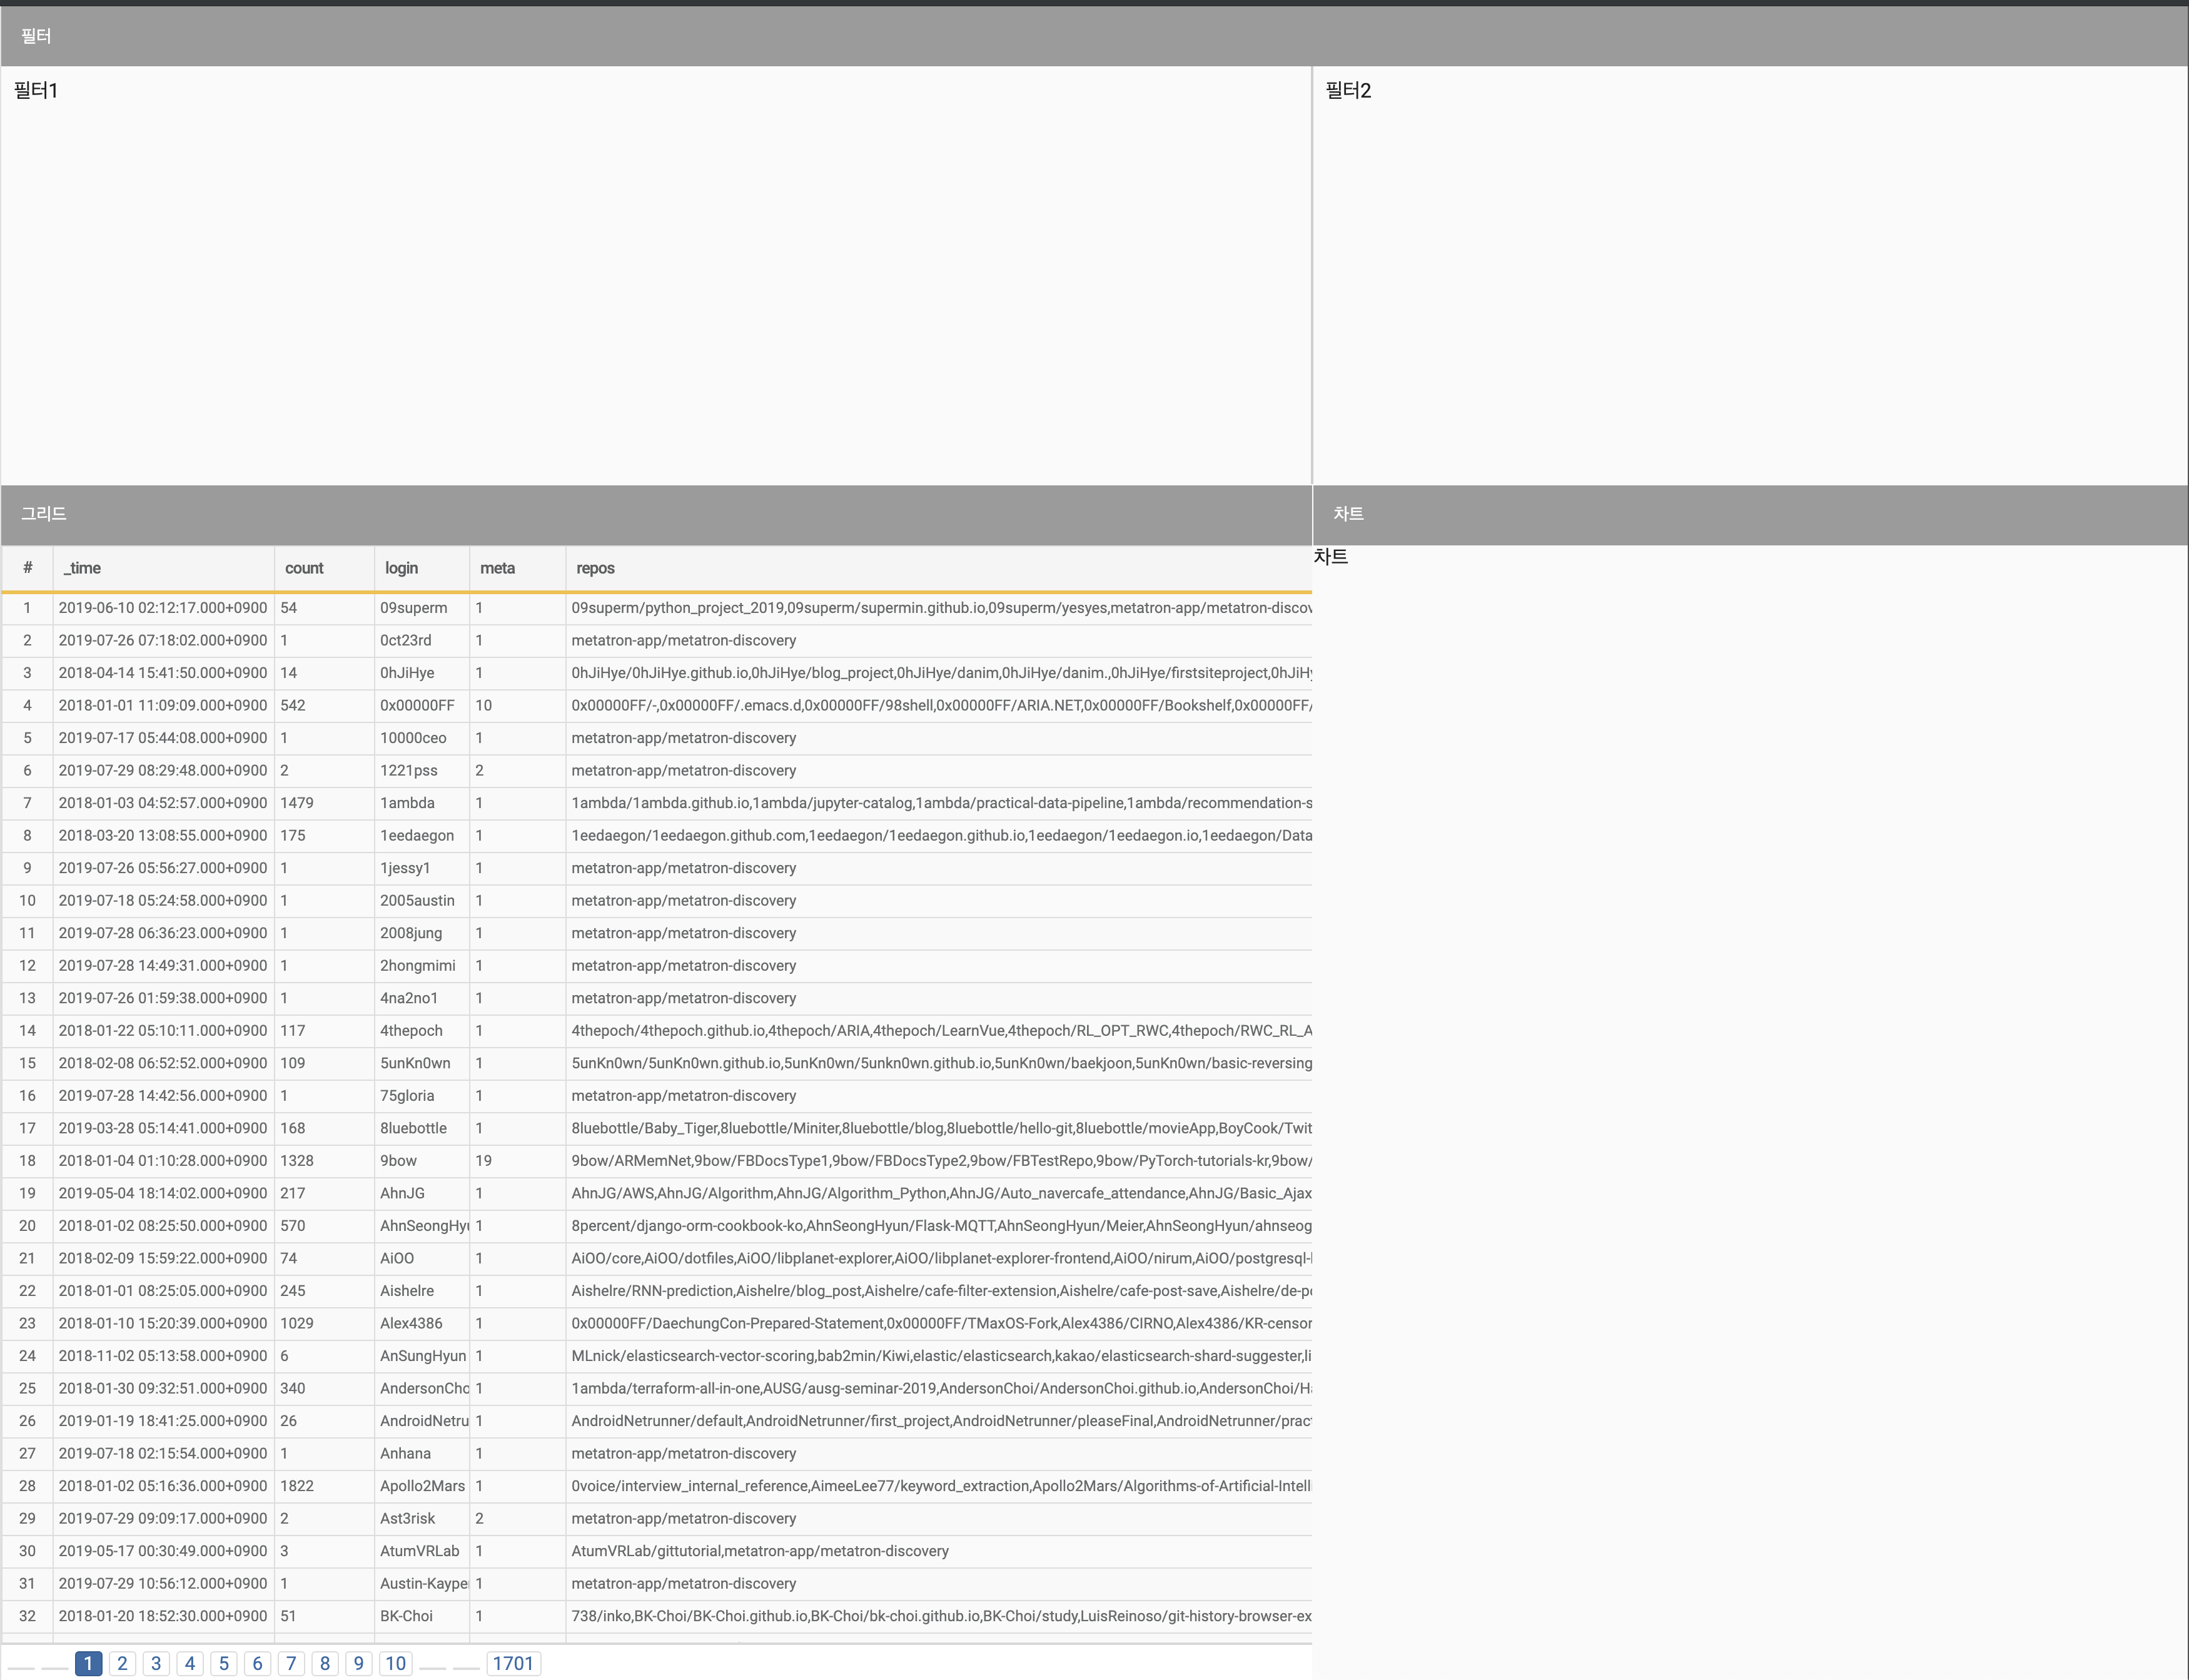 필터
필터1 필터2
그리드 차트
차트
# _time count login meta repos
1 2019-06-10 02:12:17.000+0900 54 09superm 1 09superm/python_project_2019,09superm/supermin.github.io,09superm/yesyes,metatron-app/metatron-discov
2 2019-07-26 07:18:02.000+0900 1 0ct23rd 1 metatron-app/metatron-discovery
3 2018-04-14 15:41:50.000+0900 14 0hJiHye 1 0hJiHye/0hJiHye.github.io,0hJiHye/blog_project,0hJiHye/danim,0hJiHye/danim.,0hJiHye/firstsiteproject,0hJiHy
4 2018-01-01 11:09:09.000+0900 542 0x00000FF 10 0x00000FF/-,0x00000FF/.emacs.d,0x00000FF/98shell,0x00000FF/ARIA.NET,0x00000FF/Bookshelf,0x00000FF/
5 2019-07-17 05:44:08.000+0900 1 10000ceo 1 metatron-app/metatron-discovery
6 2019-07-29 08:29:48.000+0900 2 1221pss 2 metatron-app/metatron-discovery
7 2018-01-03 04:52:57.000+0900 1479 1ambda 1 1ambda/1ambda.github.io,1ambda/jupyter-catalog,1ambda/practical-data-pipeline,1ambda/recommendation-s
8 2018-03-20 13:08:55.000+0900 175 1eedaegon 1 1eedaegon/1eedaegon.github.com,1eedaegon/1eedaegon.github.io,1eedaegon/1eedaegon.io,1eedaegon/Data
9 2019-07-26 05:56:27.000+0900 1 1jessy1 1 metatron-app/metatron-discovery
10 2019-07-18 05:24:58.000+0900 1 2005austin 1 metatron-app/metatron-discovery
11 2019-07-28 06:36:23.000+0900 1 2008jung 1 metatron-app/metatron-discovery
12 2019-07-28 14:49:31.000+0900 1 2hongmimi 1 metatron-app/metatron-discovery
13 2019-07-26 01:59:38.000+0900 1 4na2no1 1 metatron-app/metatron-discovery
14 2018-01-22 05:10:11.000+0900 117 4thepoch 1 4thepoch/4thepoch.github.io,4thepoch/ARIA,4thepoch/LearnVue,4thepoch/RL_OPT_RWC,4thepoch/RWC_RL_A
15 2018-02-08 06:52:52.000+0900 109 5unKn0wn 1 5unKn0wn/5unKn0wn.github.io,5unKn0wn/5unkn0wn.github.io,5unKn0wn/baekjoon,5unKn0wn/basic-reversing
16 2019-07-28 14:42:56.000+0900 1 75gloria 1 metatron-app/metatron-discovery
17 2019-03-28 05:14:41.000+0900 168 8luebottle 1 8luebottle/Baby_Tiger,8luebottle/Miniter,8luebottle/blog,8luebottle/hello-git,8luebottle/movieApp,BoyCook/Twit
18 2018-01-04 01:10:28.000+0900 1328 9bow 19 9bow/ARMemNet,9bow/FBDocsType1,9bow/FBDocsType2,9bow/FBTestRepo,9bow/PyTorch-tutorials-kr,9bow/
19 2019-05-04 18:14:02.000+0900 217 AhnJG 1 AhnJG/AWS,AhnJG/Algorithm,AhnJG/Algorithm_Python,AhnJG/Auto_navercafe_attendance,AhnJG/Basic_Ajax
20 2018-01-02 08:25:50.000+0900 570 AhnSeongHyu 1 8percent/django-orm-cookbook-ko,AhnSeongHyun/Flask-MQTT,AhnSeongHyun/Meier,AhnSeongHyun/ahnseog
21 2018-02-09 15:59:22.000+0900 74 AiOO 1 AiOO/core,AiOO/dotfiles,AiOO/libplanet-explorer,AiOO/libplanet-explorer-frontend,AiOO/nirum,AiOO/postgresql-
22 2018-01-01 08:25:05.000+0900 245 Aishelre 1 Aishelre/RNN-prediction,Aishelre/blog_post,Aishelre/cafe-filter-extension,Aishelre/cafe-post-save,Aishelre/de-p
23 2018-01-10 15:20:39.000+0900 1029 Alex4386 1 0x00000FF/DaechungCon-Prepared-Statement,0x00000FF/TMaxOS-Fork,Alex4386/CIRNO,Alex4386/KR-censor
24 2018-11-02 05:13:58.000+0900 6 AnSungHyun 1 MLnick/elasticsearch-vector-scoring,bab2min/Kiwi,elastic/elasticsearch,kakao/elasticsearch-shard-suggester,li
25 2018-01-30 09:32:51.000+0900 340 AndersonCho 1 1ambda/terraform-all-in-one,AUSG/ausg-seminar-2019,AndersonChoi/AndersonChoi.github.io,AndersonChoi/H
26 2019-01-19 18:41:25.000+0900 26 AndroidNetru 1 AndroidNetrunner/default,AndroidNetrunner/first_project,AndroidNetrunner/pleaseFinal,AndroidNetrunner/prac
27 2019-07-18 02:15:54.000+0900 1 Anhana 1 metatron-app/metatron-discovery
28 2018-01-02 05:16:36.000+0900 1822 Apollo2Mars 1 0voice/interview_internal_reference,AimeeLee77/keyword_extraction,Apollo2Mars/Algorithms-of-Artificial-Intell
29 2019-07-29 09:09:17.000+0900 2 Ast3risk 2 metatron-app/metatron-discovery
30 2019-05-17 00:30:49.000+0900 3 AtumVRLab 1 AtumVRLab/gittutorial,metatron-app/metatron-discovery
31 2019-07-29 10:56:12.000+0900 1 Austin-Kaype 1 metatron-app/metatron-discovery
32 2018-01-20 18:52:30.000+0900 51 BK-Choi 1 738/inko,BK-Choi/BK-Choi.github.io,BK-Choi/bk-choi.github.io,BK-Choi/study,LuisReinoso/git-history-browser-ex
1 2 3 4 5 6 7 8 9 10 1701